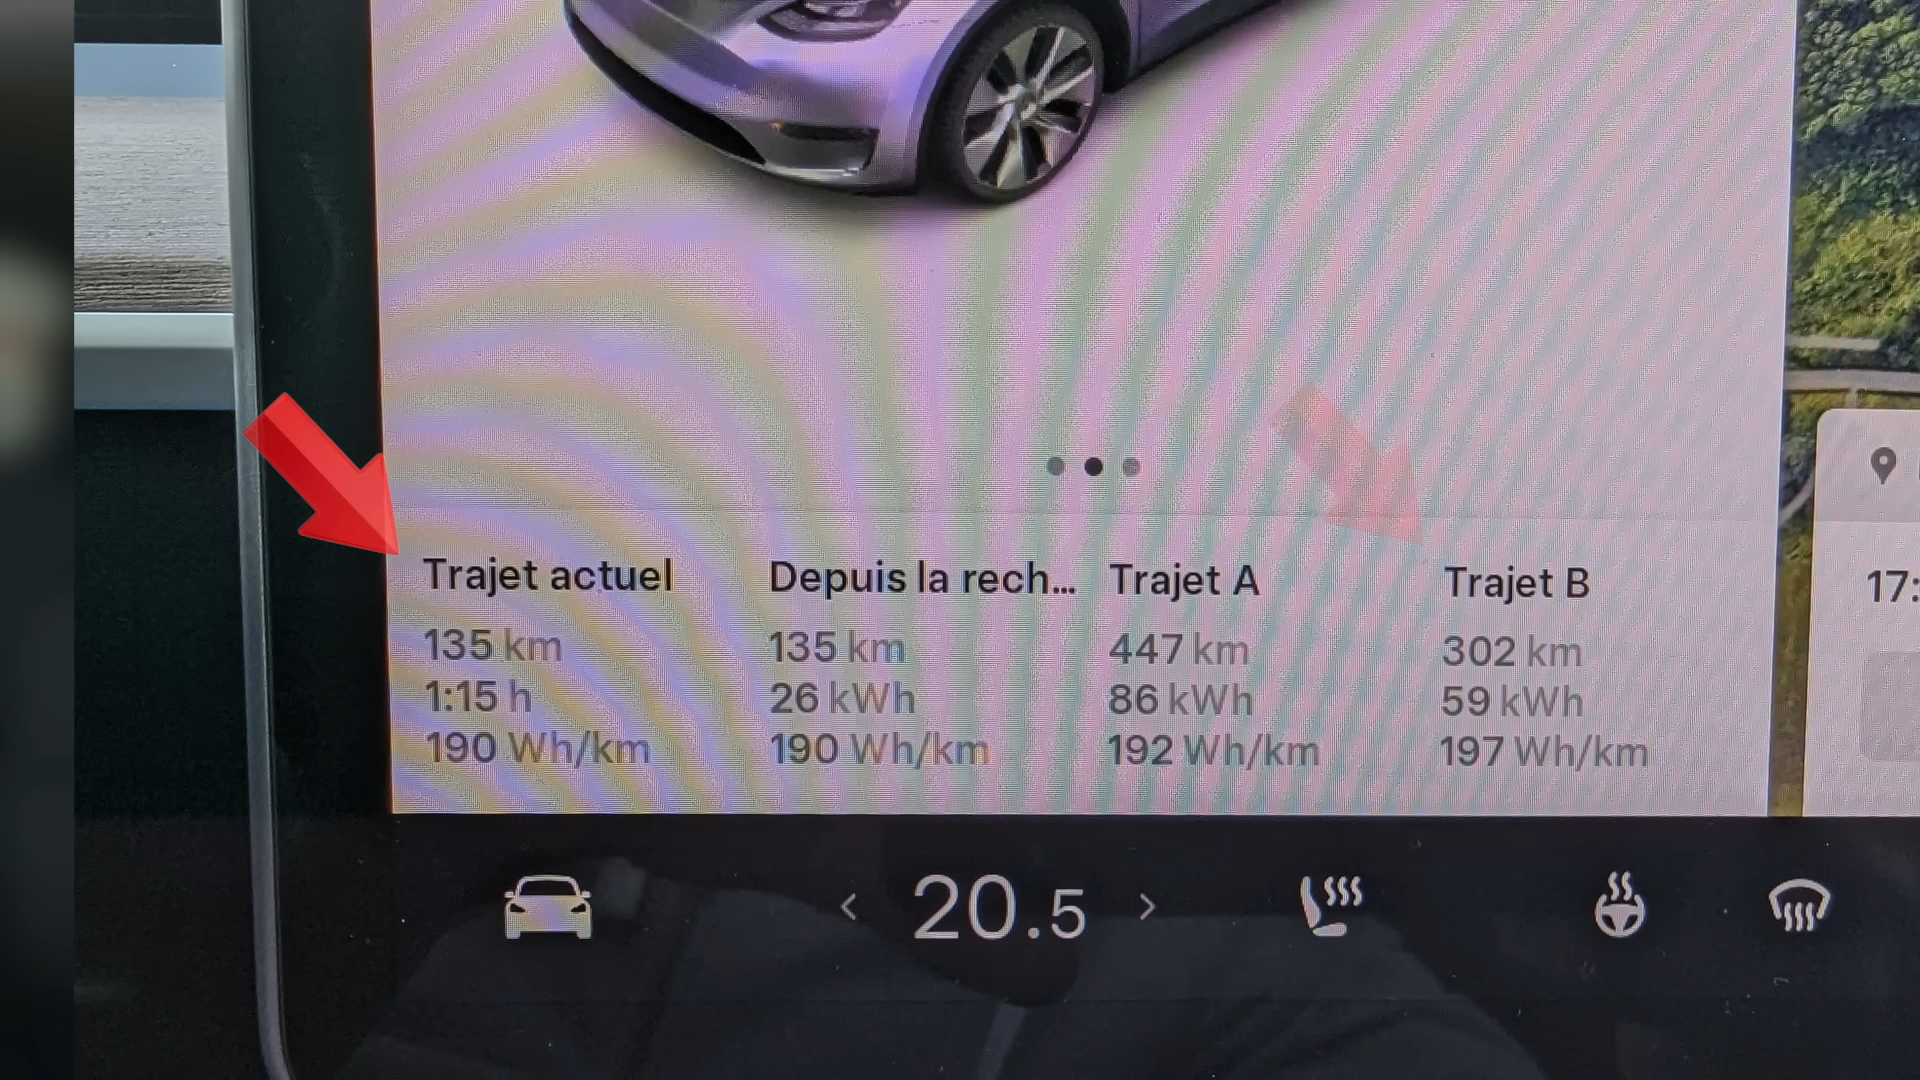 Trajet actuel
135 km
1:15 h
190 Wh/km
Depuis la rech...
135 km
26 kWh
190 Wh/km
Trajet A
447 km
86 kWh
192 Wh/km
Trajet B
302 km
59 kWh
197 Wh/km
17:
20.5